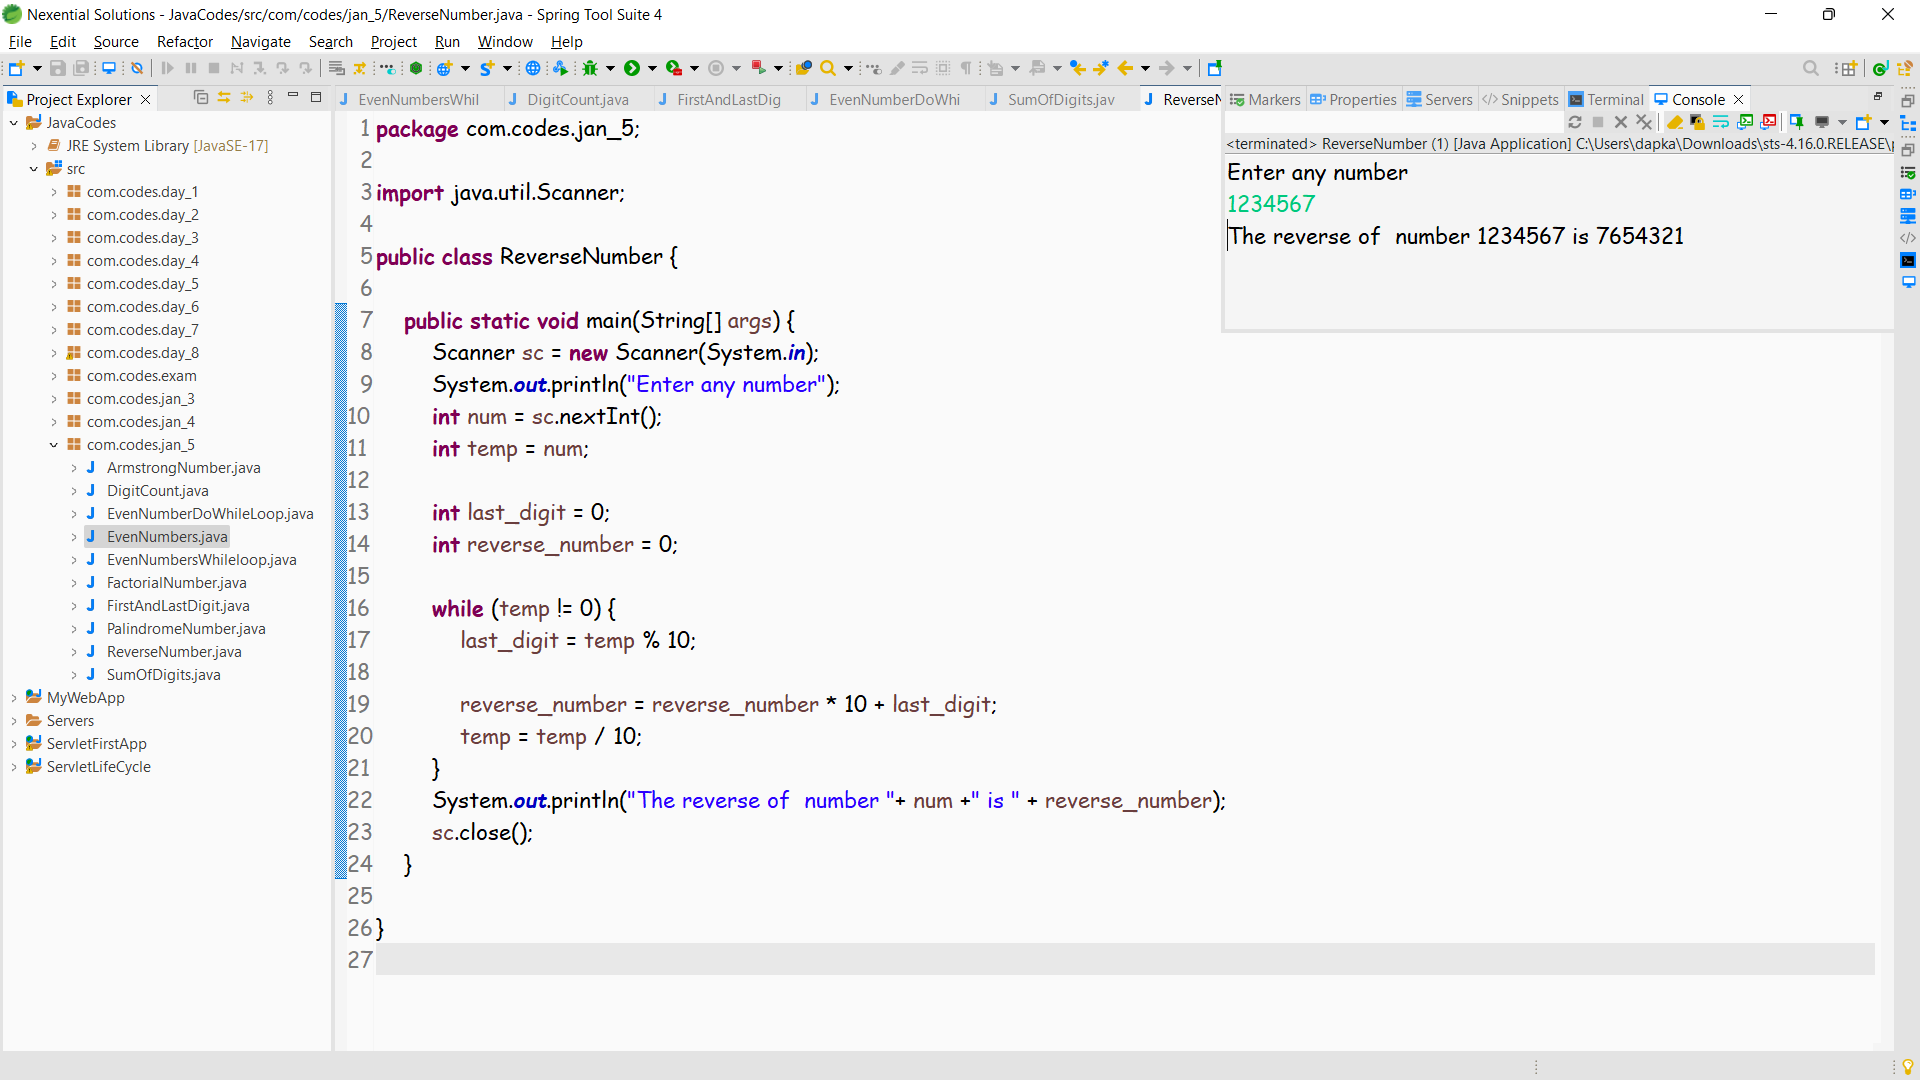 Nexential Solutions - JavaCodes/src/com/codes/jan_5/ReverseNumber.java - Spring Tool Suite 4
File Edit Source Refactor Navigate Search Project Run Window Help
Project Explorer
JavaCodes
JRE System Library [JavaSE-17]
src
com.codes.day_1
com.codes.day_2
com.codes.day_3
com.codes.day_4
com.codes.day_5
com.codes.day_6
com.codes.day_7
com.codes.day_8
com.codes.exam
com.codes.jan_3
com.codes.jan_4
com.codes.jan_5
ArmstrongNumber.java
DigitCount.java
EvenNumberDoWhileLoop.java
EvenNumbers.java
EvenNumbersWhileloop.java
FactorialNumber.java
FirstAndLastDigit.java
PalindromeNumber.java
ReverseNumber.java
SumOfDigits.java
MyWebApp
Servers
ServletFirstApp
ServletLifeCycle
EvenNumbersWhil DigitCount.java FirstAndLastDig EvenNumberDoWhi SumOfDigits.jav ReverseN
1 package com.codes.jan_5;
2
3 import java.util.Scanner;
4
5 public class ReverseNumber {
6
7 public static void main(String[] args) {
8 Scanner sc = new Scanner(System.in);
9 System.out.println("Enter any number");
10 int num = sc.nextInt();
11 int temp = num;
12
13 int last_digit = 0;
14 int reverse_number = 0;
15
16 while (temp != 0) {
17 last_digit = temp % 10;
18
19 reverse_number = reverse_number * 10 + last_digit;
20 temp = temp / 10;
21 }
22 System.out.println("The reverse of  number "+ num +" is " + reverse_number);
23 sc.close();
24 }
25
26 }
27
Markers Properties Servers Snippets Terminal Console
<terminated> ReverseNumber (1) [Java Application] C:\Users\dapka\Downloads\sts-4.16.0.RELEASE\
Enter any number
1234567
The reverse of  number 1234567 is 7654321